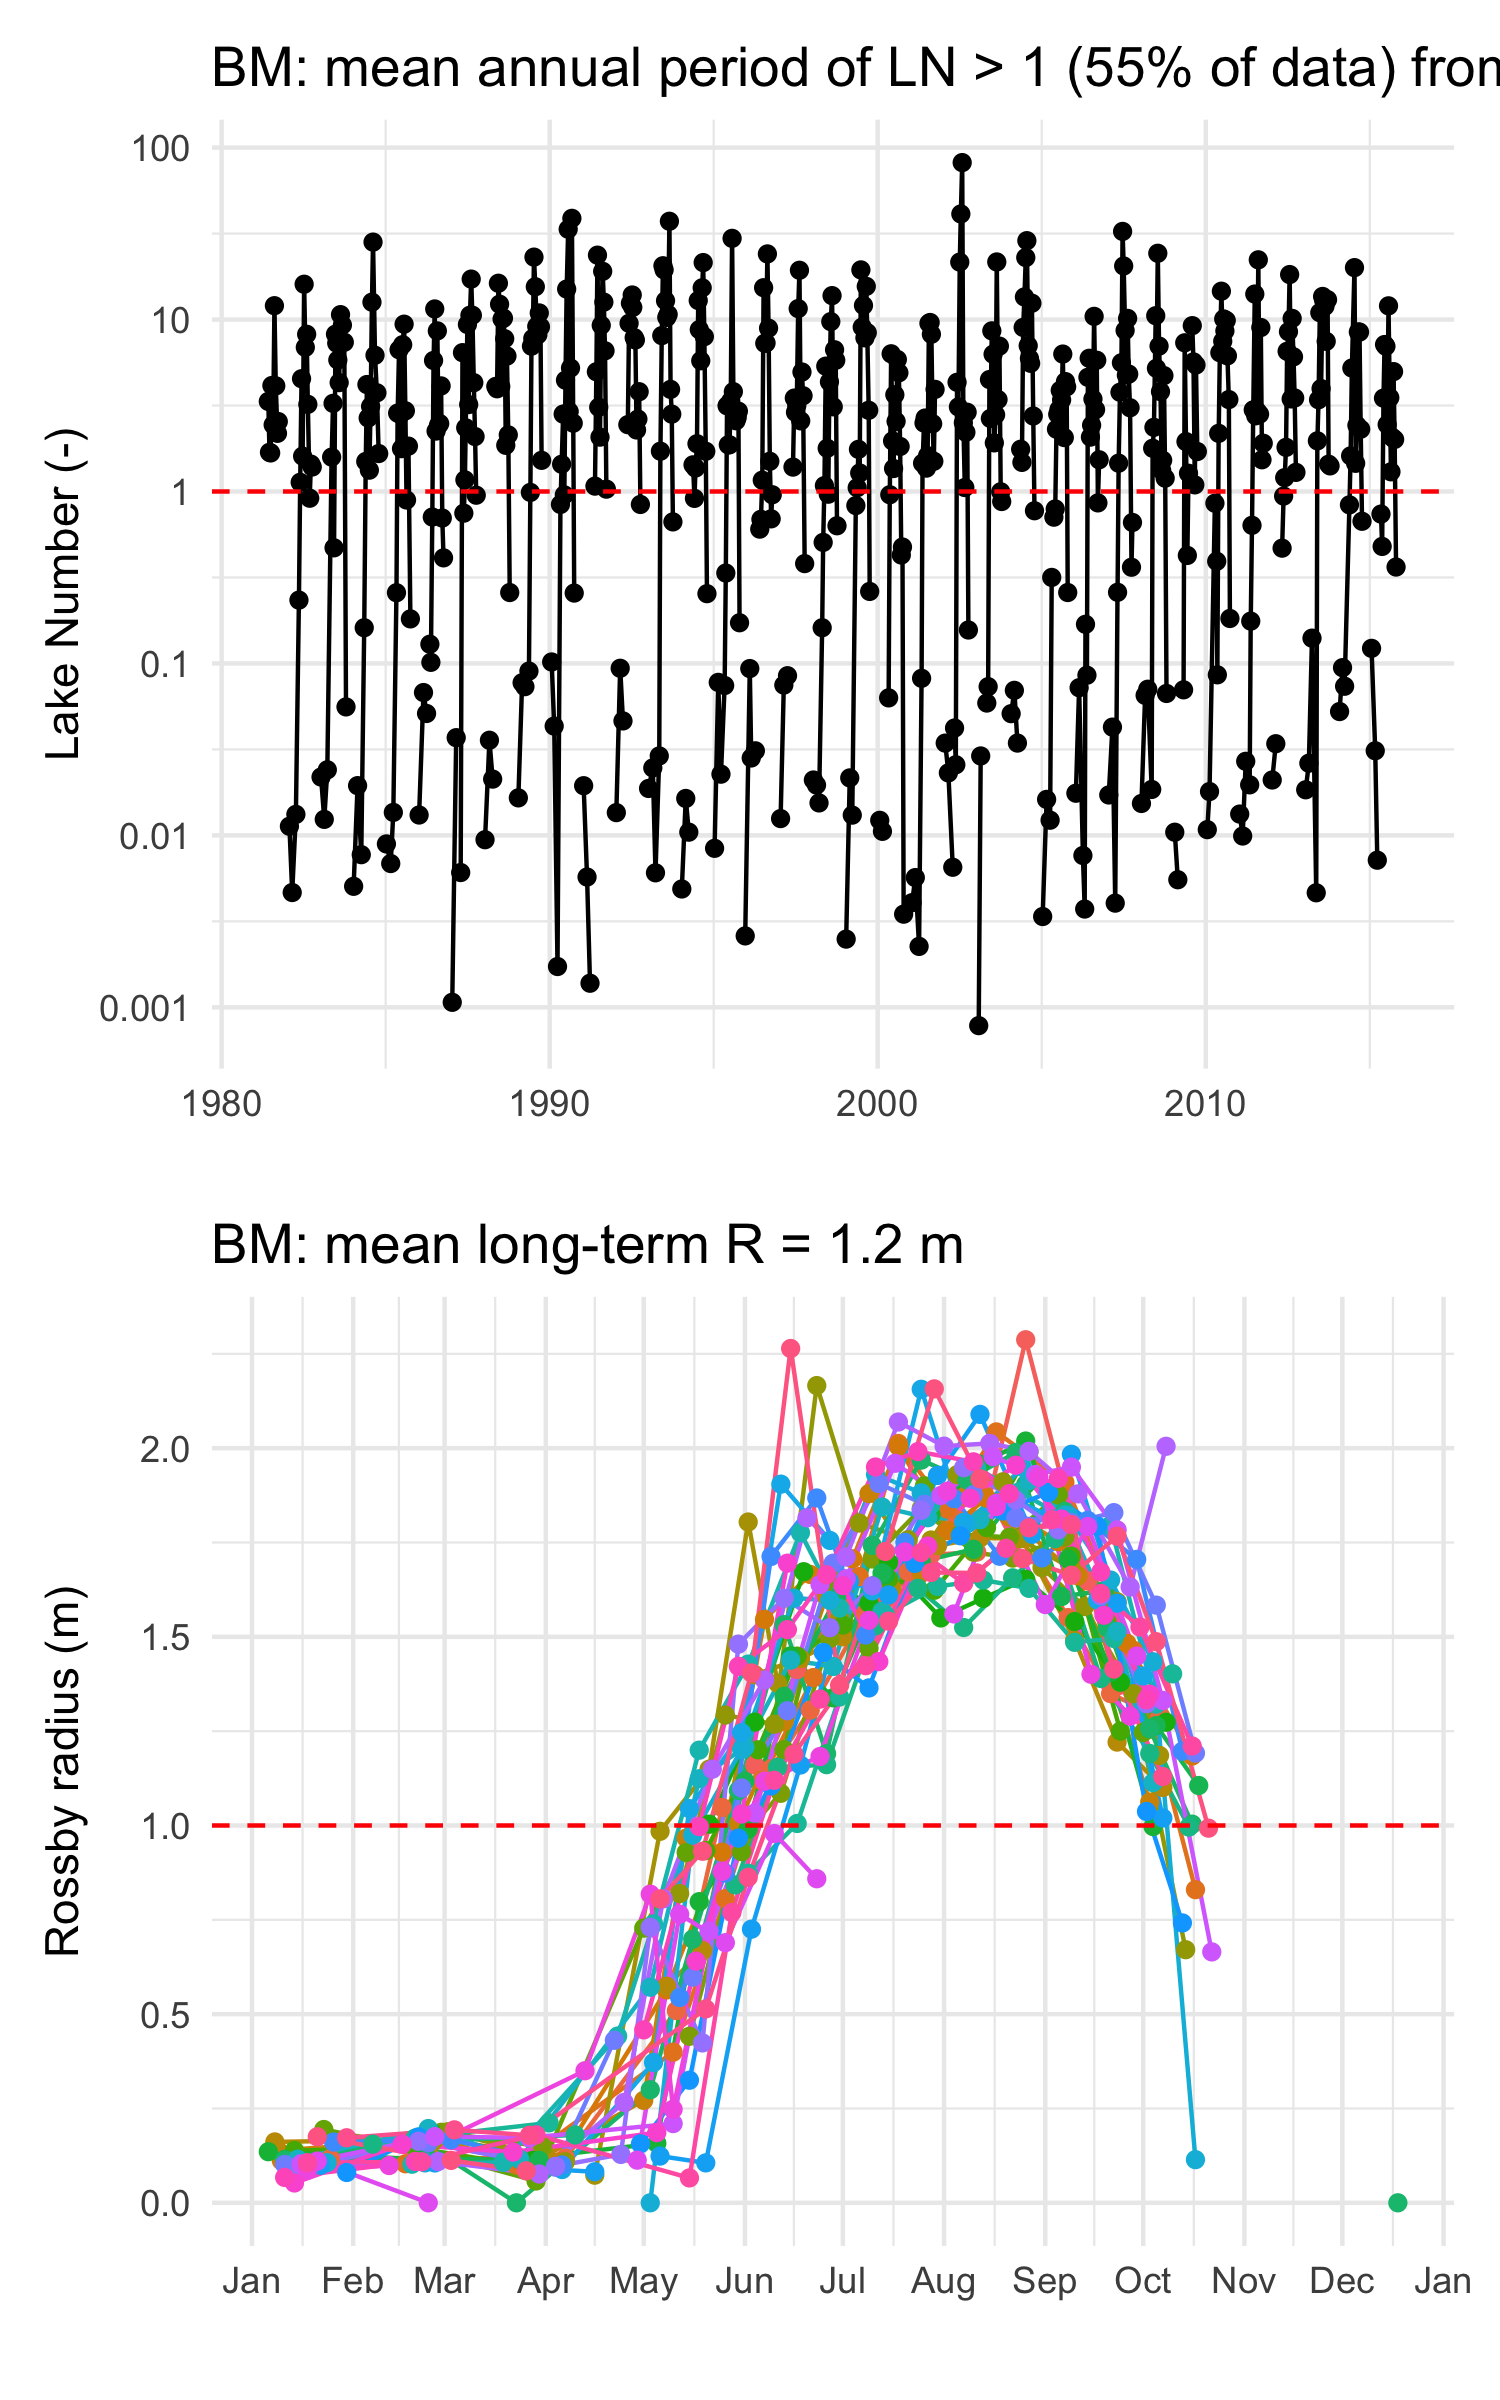 BM: mean annual period of LN > 1 (55% of data) from
Lake Number (-)
100
10
1
0.1
0.01
0.001
1980 1990 2000 2010
BM: mean long-term R = 1.2 m
Rossby radius (m)
2.0
1.5
1.0
0.5
0.0
Jan Feb Mar Apr May Jun Jul Aug Sep Oct Nov Dec Jan